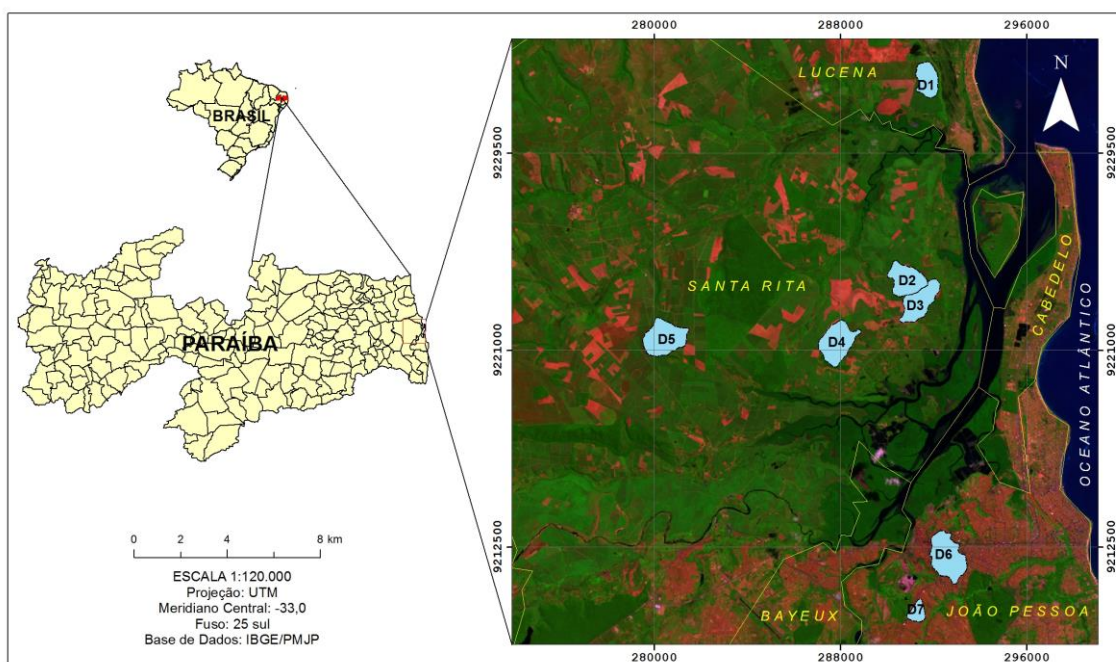 BRASIL
PARAÍBA
0 2 4 6 8 km
ESCALA 1:120.000
Projeção: UTM
Meridiano Central: -33,0
Fuso: 25 sul
Base de Dados: IBGE/PMJP
280000 288000 296000
N
LUCENA
D1
9229500 9229500
CABEDELO
D2
SANTA RITA
D3
OCEANO ATLÂNTICO
D5
D4
9221000 9221000
9212500 9212500
D6
D7
BAYEUX
JOÃO PESSOA
280000 288000 296000